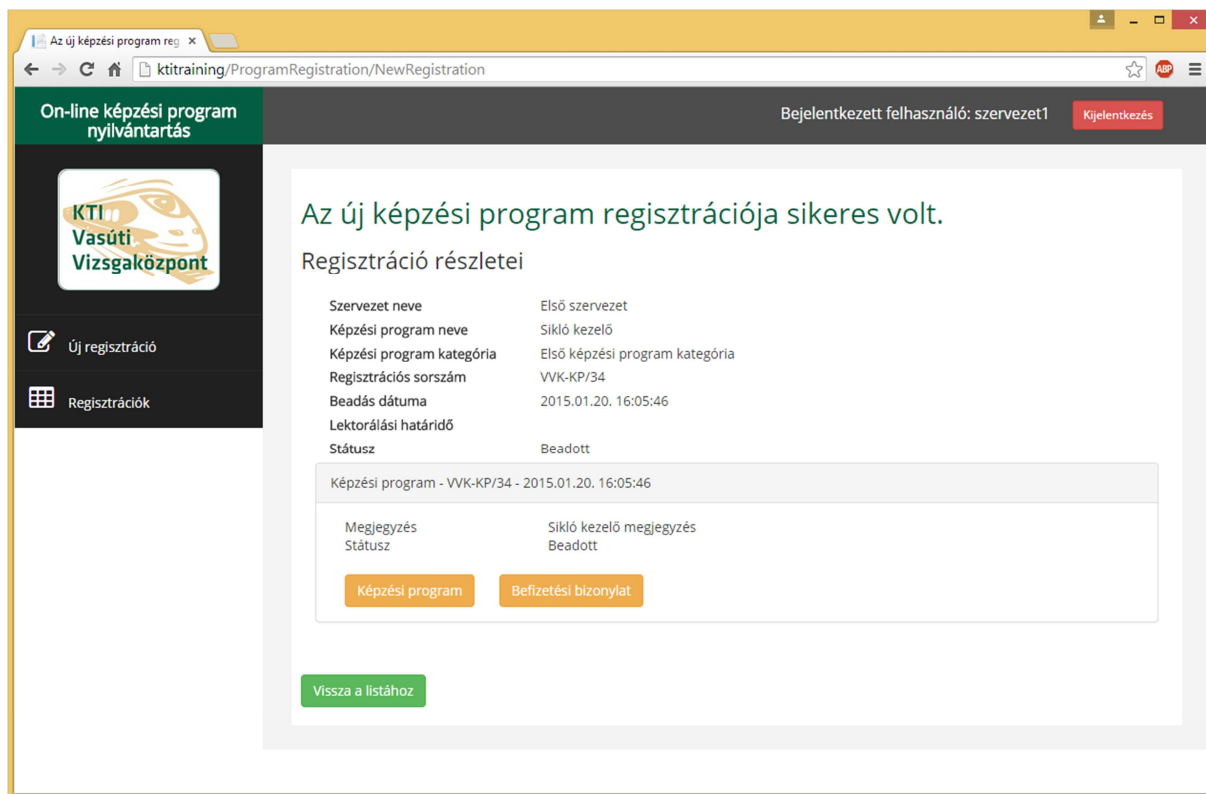 Az új képzési program reg
ktitraining/ProgramRegistration/NewRegistration
ABP
On-line képzési program
nyilvántartás
Bejelentkezett felhasználó: szervezet1
Kijelentkezés
KTI
Vasúti
Vizsgaközpont
Új regisztráció
Regisztrációk
Az új képzési program regisztrációja sikeres volt.
Regisztráció részletei
Szervezet neve Első szervezet
Képzési program neve Sikló kezelő
Képzési program kategória Első képzési program kategória
Regisztrációs sorszám VVK-KP/34
Beadás dátuma 2015.01.20. 16:05:46
Lektorálási határidő
Státusz Beadott
Képzési program - VVK-KP/34 - 2015.01.20. 16:05:46
Megjegyzés Sikló kezelő megjegyzés
Státusz Beadott
Képzési program Befizetési bizonylat
Vissza a listához